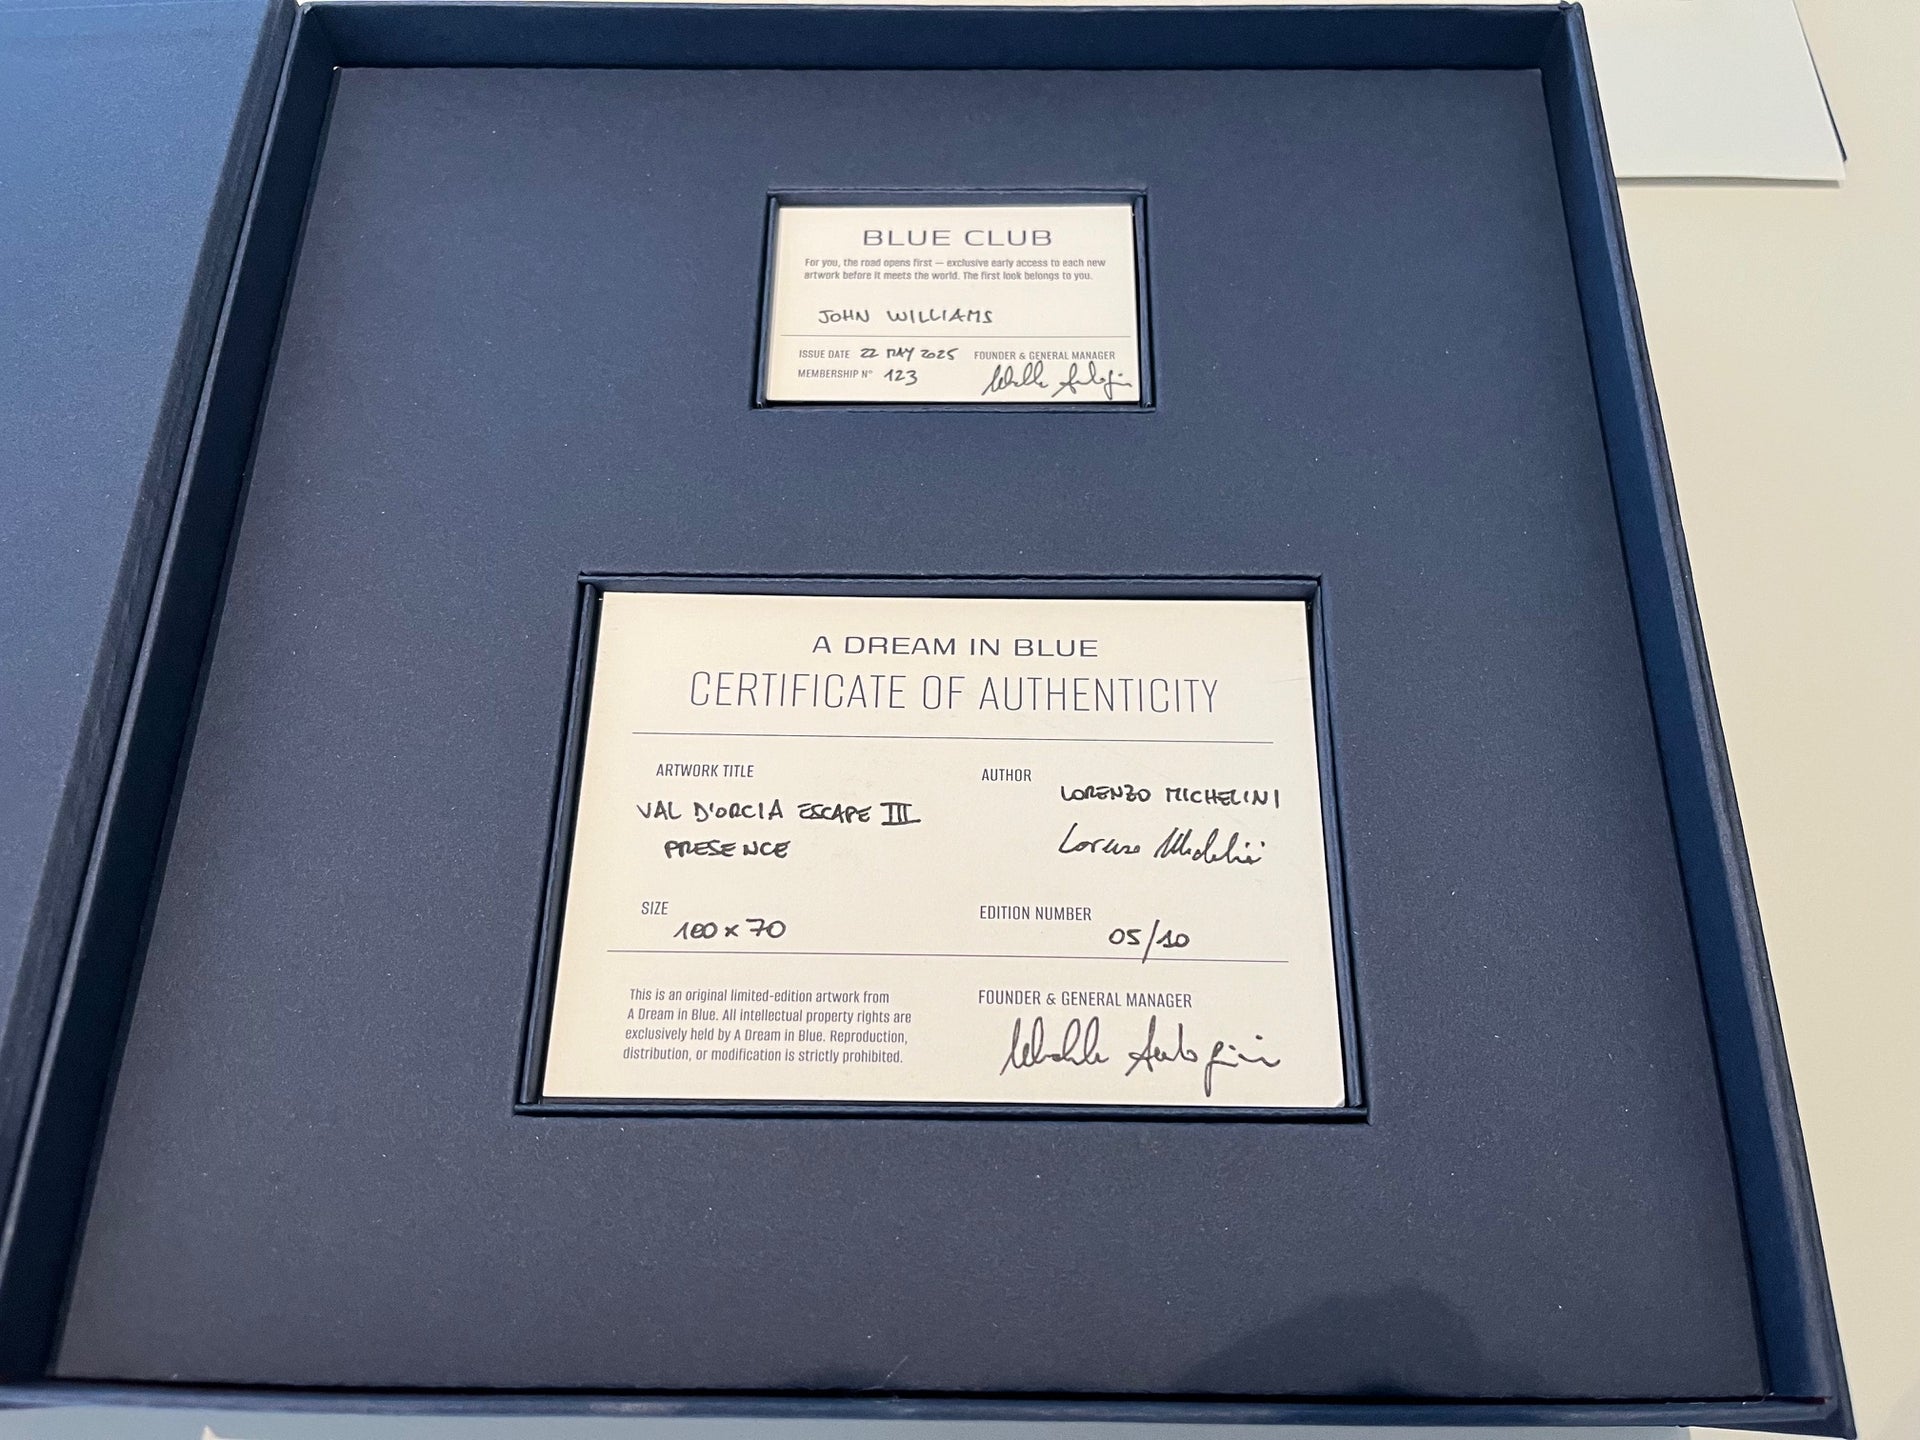 BLUE CLUB
For you, the road opens first — exclusive early access to each new
artwork before it meets the world. The first look belongs to you.
JOHN WILLIAMS
ISSUE DATE 22 MAY 2025 FOUNDER & GENERAL MANAGER
MEMBERSHIP N° 123
A DREAM IN BLUE
CERTIFICATE OF AUTHENTICITY
ARTWORK TITLE
VAL D'ORCIA ESCAPE III
PRESENCE
AUTHOR
LORENZO MICHELINI
Lorenzo Michelini
SIZE
100 x 70
EDITION NUMBER
05/10
This is an original limited-edition artwork from
A Dream in Blue. All intellectual property rights are
exclusively held by A Dream in Blue. Reproduction,
distribution, or modification is strictly prohibited.
FOUNDER & GENERAL MANAGER